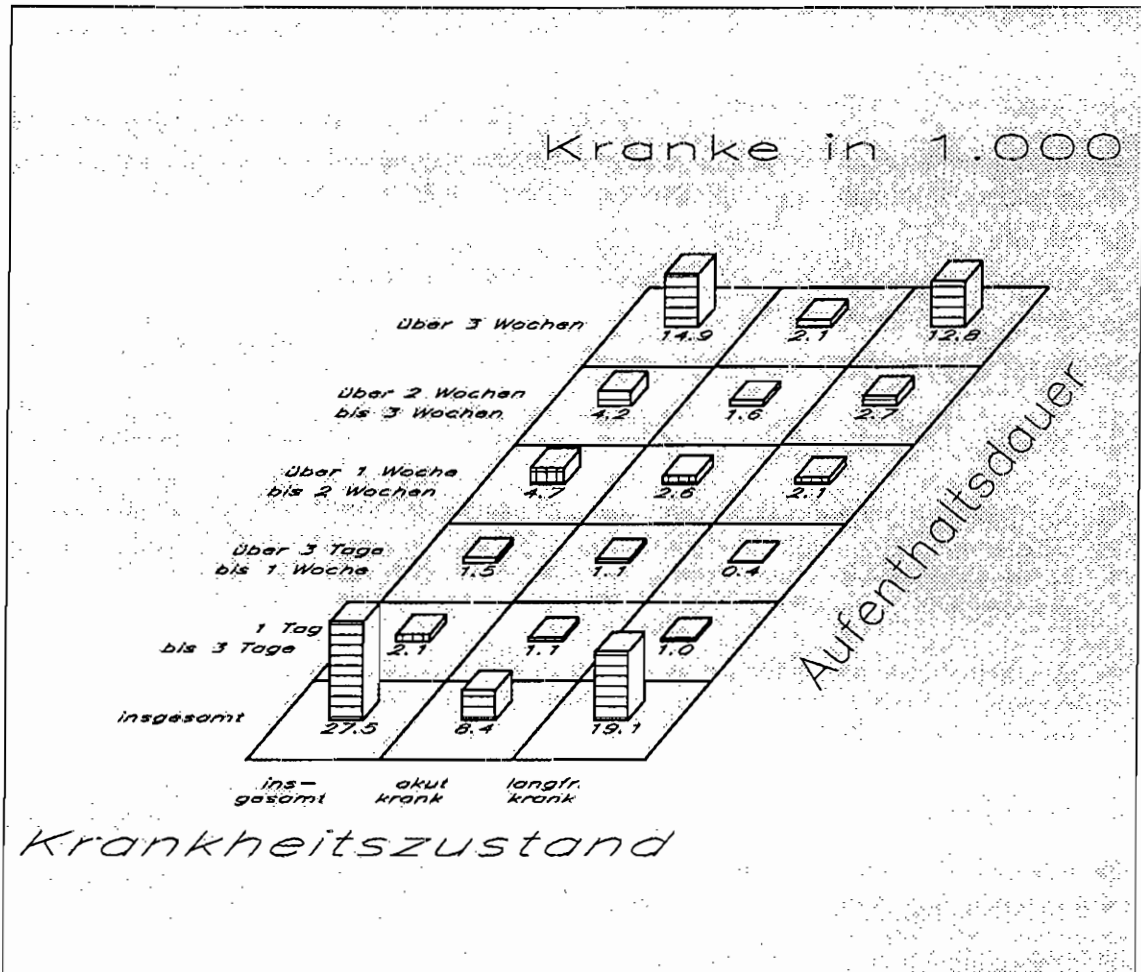 Kranke in 1.000
über 3 Wochen
14.9 2.1 12.8
über 2 Wochen
bis 3 Wochen
4.2 1.6 2.7
über 1 Woche
bis 2 Wochen
4.7 2.6 2.1
über 3 Tage
bis 1 Woche
1.5 1.1 0.4
1 Tag
bis 3 Tage
2.1 1.1 1.0
insgesamt
27.5 8.4 19.1
ins-
gesamt
akut
krank
langfr.
krank
Aufenthaltsdauer
Krankheitszustand